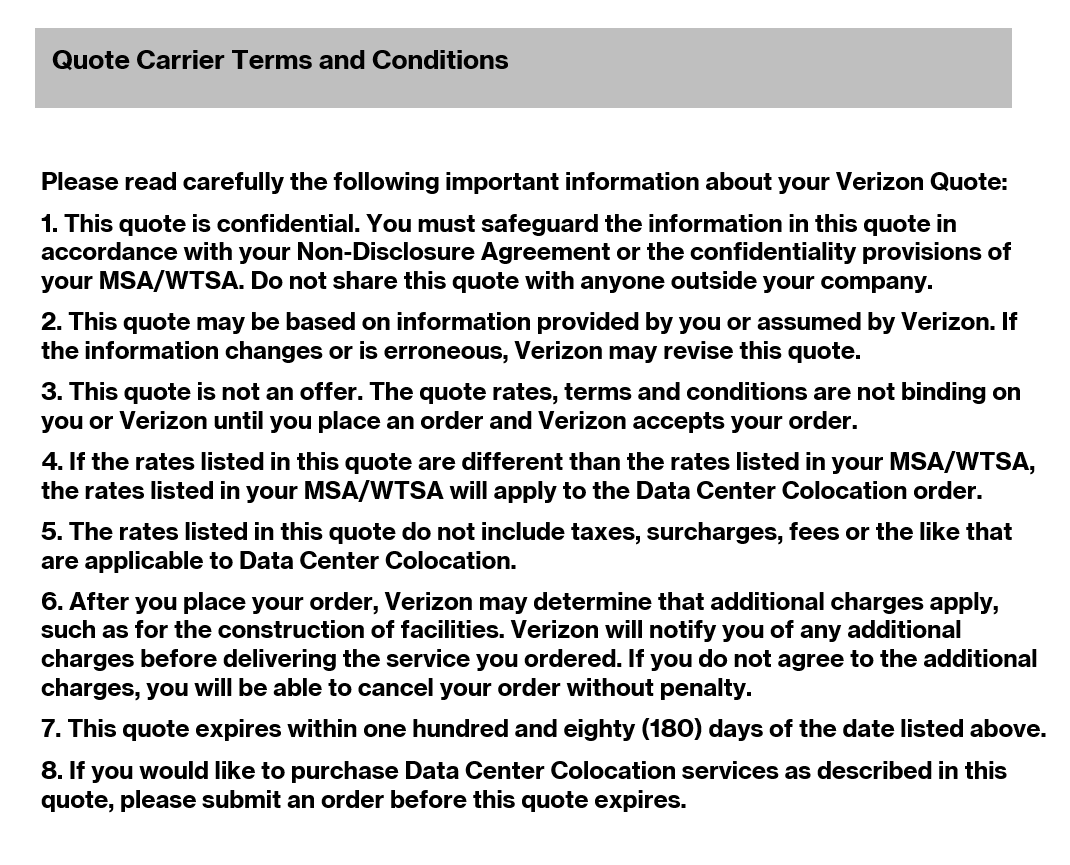 Quote Carrier Terms and Conditions
Please read carefully the following important information about your Verizon Quote:
1. This quote is confidential. You must safeguard the information in this quote in
accordance with your Non-Disclosure Agreement or the confidentiality provisions of
your MSA/WTSA. Do not share this quote with anyone outside your company.
2. This quote may be based on information provided by you or assumed by Verizon. If
the information changes or is erroneous, Verizon may revise this quote.
3. This quote is not an offer. The quote rates, terms and conditions are not binding on
you or Verizon until you place an order and Verizon accepts your order.
4. If the rates listed in this quote are different than the rates listed in your MSA/WTSA,
the rates listed in your MSA/WTSA will apply to the Data Center Colocation order.
5. The rates listed in this quote do not include taxes, surcharges, fees or the like that
are applicable to Data Center Colocation.
6. After you place your order, Verizon may determine that additional charges apply,
such as for the construction of facilities. Verizon will notify you of any additional
charges before delivering the service you ordered. If you do not agree to the additional
charges, you will be able to cancel your order without penalty.
7. This quote expires within one hundred and eighty (180) days of the date listed above.
8. If you would like to purchase Data Center Colocation services as described in this
quote, please submit an order before this quote expires.